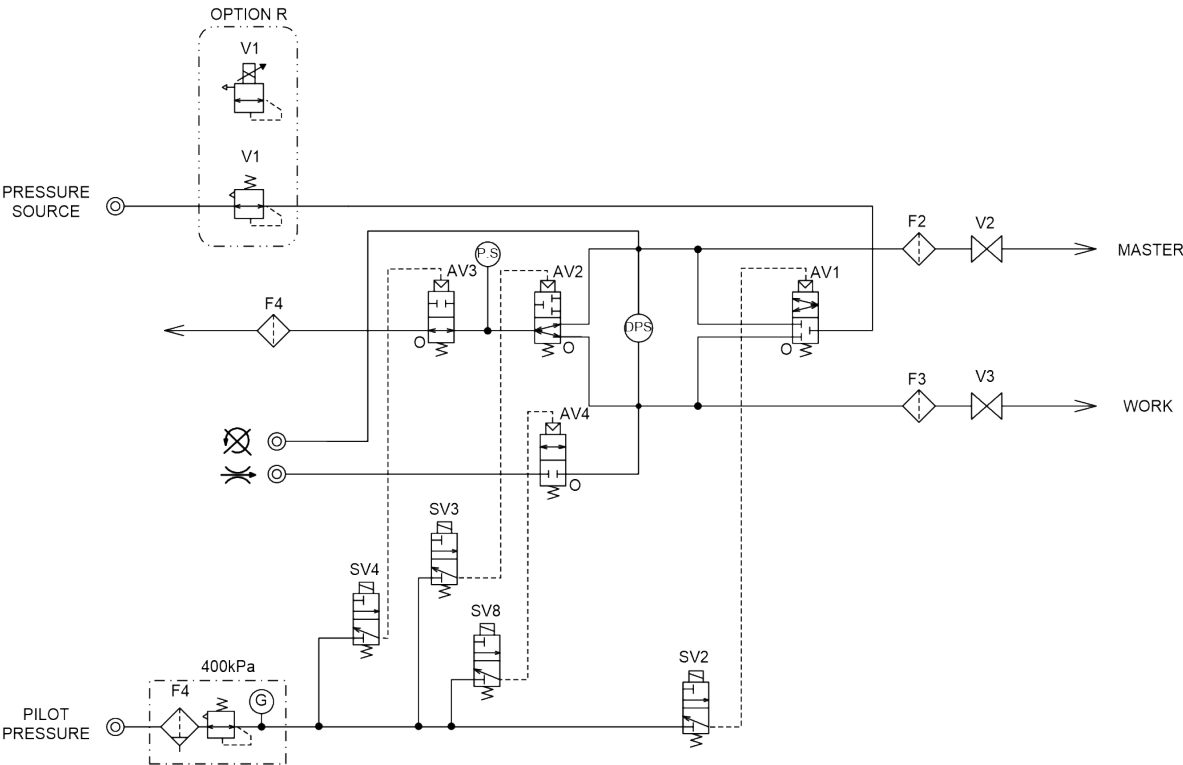 OPTION R
V1
V1
PRESSURE
SOURCE
F2
V2
MASTER
P.S
AV3
AV2
AV1
F4
O
O
DPS
O
F3
V3
WORK
AV4
O
SV3
SV4
SV8
SV2
400kPa
F4
G
PILOT
PRESSURE